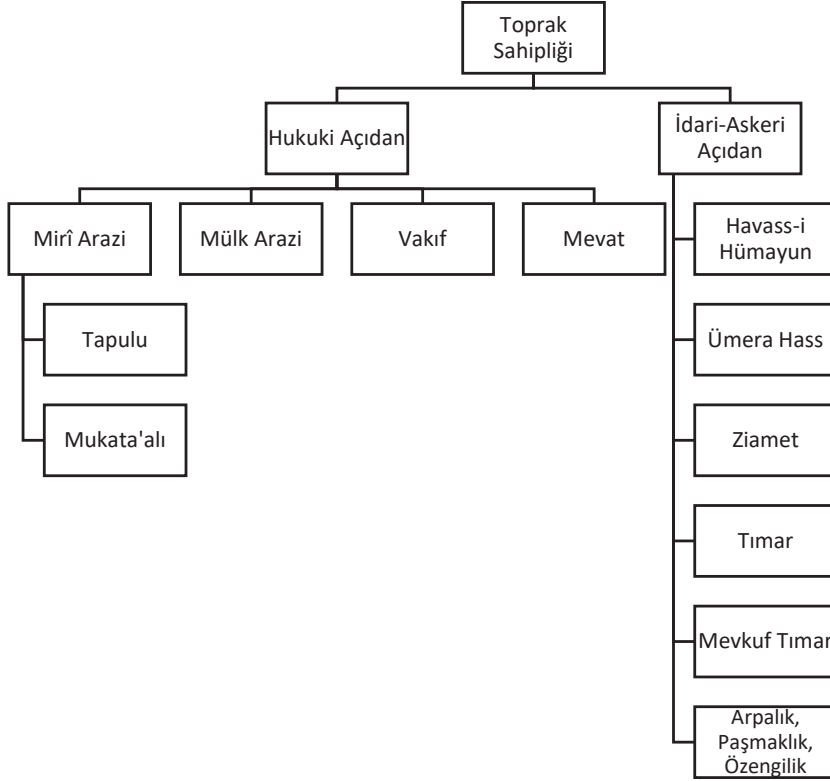 Toprak
Sahipliği
Hukuki Açıdan
İdari-Askeri
Açıdan
Mirî Arazi
Mülk Arazi
Vakıf
Mevat
Havass-i
Hümayun
Tapulu
Ümera Hass
Mukata'alı
Ziamet
Tımar
Mevkuf Tımar
Arpalık,
Paşmaklık,
Özengilik